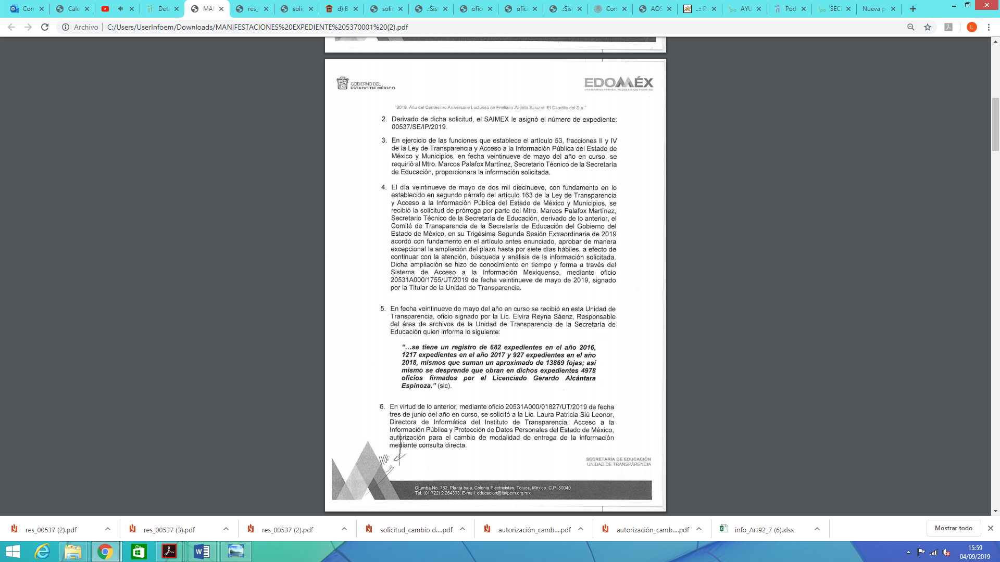 Corr
Cale
S
Deta
MAN
res_
solic
d) B
solic
.:Sist
ofici
ofici
.:Sist
Con
AOS
..:: P
AYU
Pod
SECI
Nueva p
Archivo
C:/Users/UserInfoem/Downloads/MANIFESTACIONES%20EXPEDIENTE%205370001%20(2).pdf
L
GOBIERNO DEL
ESTADO DE MÉXICO
EDOMÉX
DECISIONES FIRMES, RESULTADOS FUERTES.
"2019. Año del Centésimo Aniversario Luctuoso de Emiliano Zapata Salazar. El Caudillo del Sur."
2. Derivado de dicha solicitud, el SAIMEX le asignó el número de expediente:
00537/SE/IP/2019.
3. En ejercicio de las funciones que establece el artículo 53, fracciones II y IV
de la Ley de Transparencia y Acceso a la Información Pública del Estado de
México y Municipios, en fecha veintinueve de mayo del año en curso, se
requirió al Mtro. Marcos Palafox Martínez, Secretario Técnico de la Secretaría
de Educación, proporcionara la información solicitada.
4. El día veintinueve de mayo de dos mil diecinueve, con fundamento en lo
establecido en segundo párrafo del artículo 163 de la Ley de Transparencia
y Acceso a la Información Pública del Estado de México y Municipios, se
recibió la solicitud de prórroga por parte del Mtro. Marcos Palafox Martínez,
Secretario Técnico de la Secretaría de Educación, derivado de lo anterior, el
Comité de Transparencia de la Secretaría de Educación del Gobierno del
Estado de México, en su Trigésima Segunda Sesión Extraordinaria de 2019
acordó con fundamento en el artículo antes enunciado, aprobar de manera
excepcional la ampliación del plazo hasta por siete días hábiles, a efecto de
continuar con la atención, búsqueda y análisis de la información solicitada.
Dicha ampliación se hizo de conocimiento en tiempo y forma a través del
Sistema de Acceso a la Información Mexiquense, mediante oficio
20531A000/1755/UT/2019 de fecha veintinueve de mayo de 2019, signado
por la Titular de la Unidad de Transparencia.
5. En fecha veintinueve de mayo del año en curso se recibió en esta Unidad de
Transparencia, oficio signado por la Lic. Elvira Reyna Sáenz, Responsable
del área de archivos de la Unidad de Transparencia de la Secretaría de
Educación quien informa lo siguiente:
"...se tiene un registro de 682 expedientes en el año 2016,
1217 expedientes en el año 2017 y 927 expedientes en el año
2018, mismos que suman un aproximado de 13869 fojas; así
mismo se desprende que obran en dichos expedientes 4978
oficios firmados por el Licenciado Gerardo Alcántara
Espinoza." (sic).
6. En virtud de lo anterior, mediante oficio 20531A000/01827/UT/2019 de fecha
tres de junio del año en curso, se solicitó a la Lic. Laura Patricia Siú Leonor,
Directora de Informática del Instituto de Transparencia, Acceso a la
Información Pública y Protección de Datos Personales del Estado de México,
autorización para el cambio de modalidad de entrega de la información
mediante consulta directa.
SECRETARÍA DE EDUCACIÓN
UNIDAD DE TRANSPARENCIA
Otumba No. 782, Planta baja, Colonia Electricistas, Toluca, México. C.P. 50040
Tel. (01 722) 2 264333, E-mail: educacion@itaipem.org.mx
res_00537 (2).pdf
res_00537 (3).pdf
res_00537 (2).pdf
solicitud_cambio d....pdf
autorización_camb....pdf
autorización_camb....pdf
info_Art92_7 (6).xlsx
Mostrar todo
15:59
04/09/2019